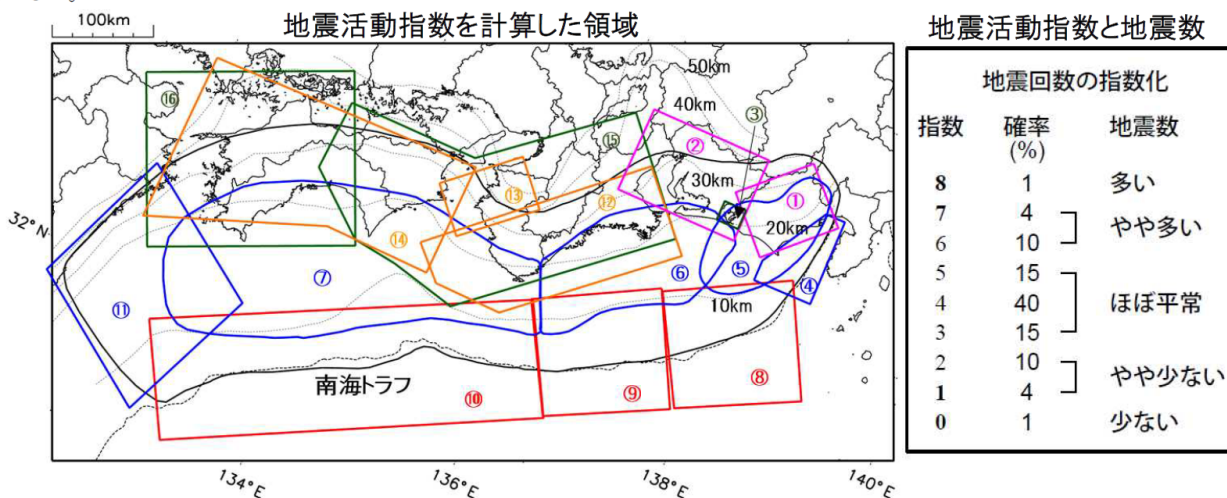 地震活動指数を計算した領域
地震活動指数と地震数
100km
50km
40km
30km
20km
10km
32°N
134°E
136°E
138°E
140°E
南海トラフ
①
②
③
④
⑤
⑥
⑦
⑧
⑨
⑩
⑪
⑫
⑬
⑭
⑮
⑯
地震回数の指数化
指数 確率 地震数
(%)
8 1 多い
7 4
やや多い
6 10
5 15
4 40 ほぼ平常
3 15
2 10
やや少ない
1 4
0 1 少ない